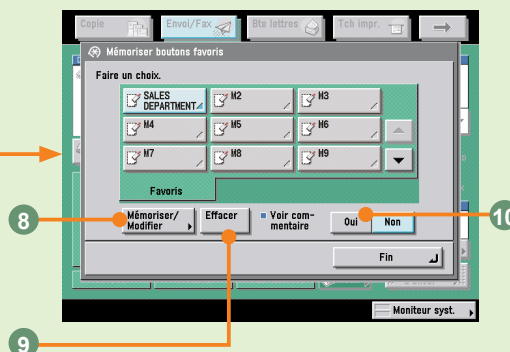 Copie Envoi/Fax Bte lettres Tch impr.
Mémoriser boutons favoris
Faire un choix.
SALES
DEPARTMENT
M2
M3
M4 M5 M6
M7 M8 M9
Favoris
8
Mémoriser/
Modifier
Effacer
Voir com-
mentaire
Oui Non
10
Fin
9
Moniteur syst.